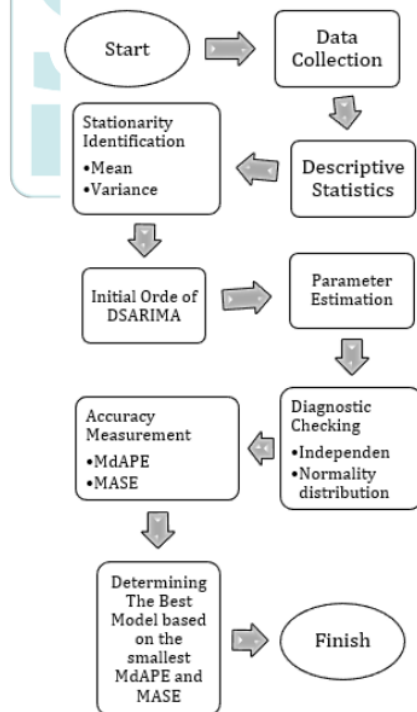 Start
Data
Collection
Descriptive
Statistics
Stationarity
Identification
•Mean
•Variance
Initial Orde of
DSARIMA
Parameter
Estimation
Diagnostic
Checking
•Independen
•Normality
distribution
Accuracy
Measurement
•MdAPE
•MASE
Determining
The Best
Model based
on the
smallest
MdAPE and
MASE
Finish